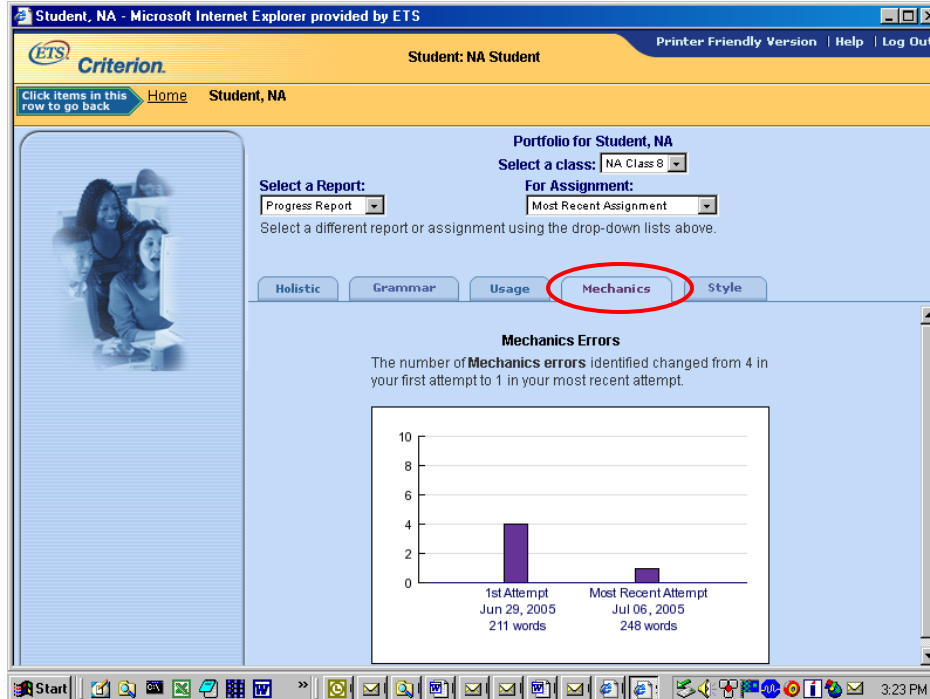 Student, NA - Microsoft Internet Explorer provided by ETS
Printer Friendly Version | Help | Log Out
ETS
Criterion.
Student: NA Student
Click items in this
row to go back
Home Student, NA
Portfolio for Student, NA
Select a class: NA Class 8
Select a Report: For Assignment:
Progress Report Most Recent Assignment
Select a different report or assignment using the drop-down lists above.
Holistic Grammar Usage Mechanics Style
Mechanics Errors
The number of Mechanics errors identified changed from 4 in
your first attempt to 1 in your most recent attempt.
10
8
6
4
2
0
1st Attempt Most Recent Attempt
Jun 29, 2005 Jul 06, 2005
211 words 248 words
Start » 3:23 PM